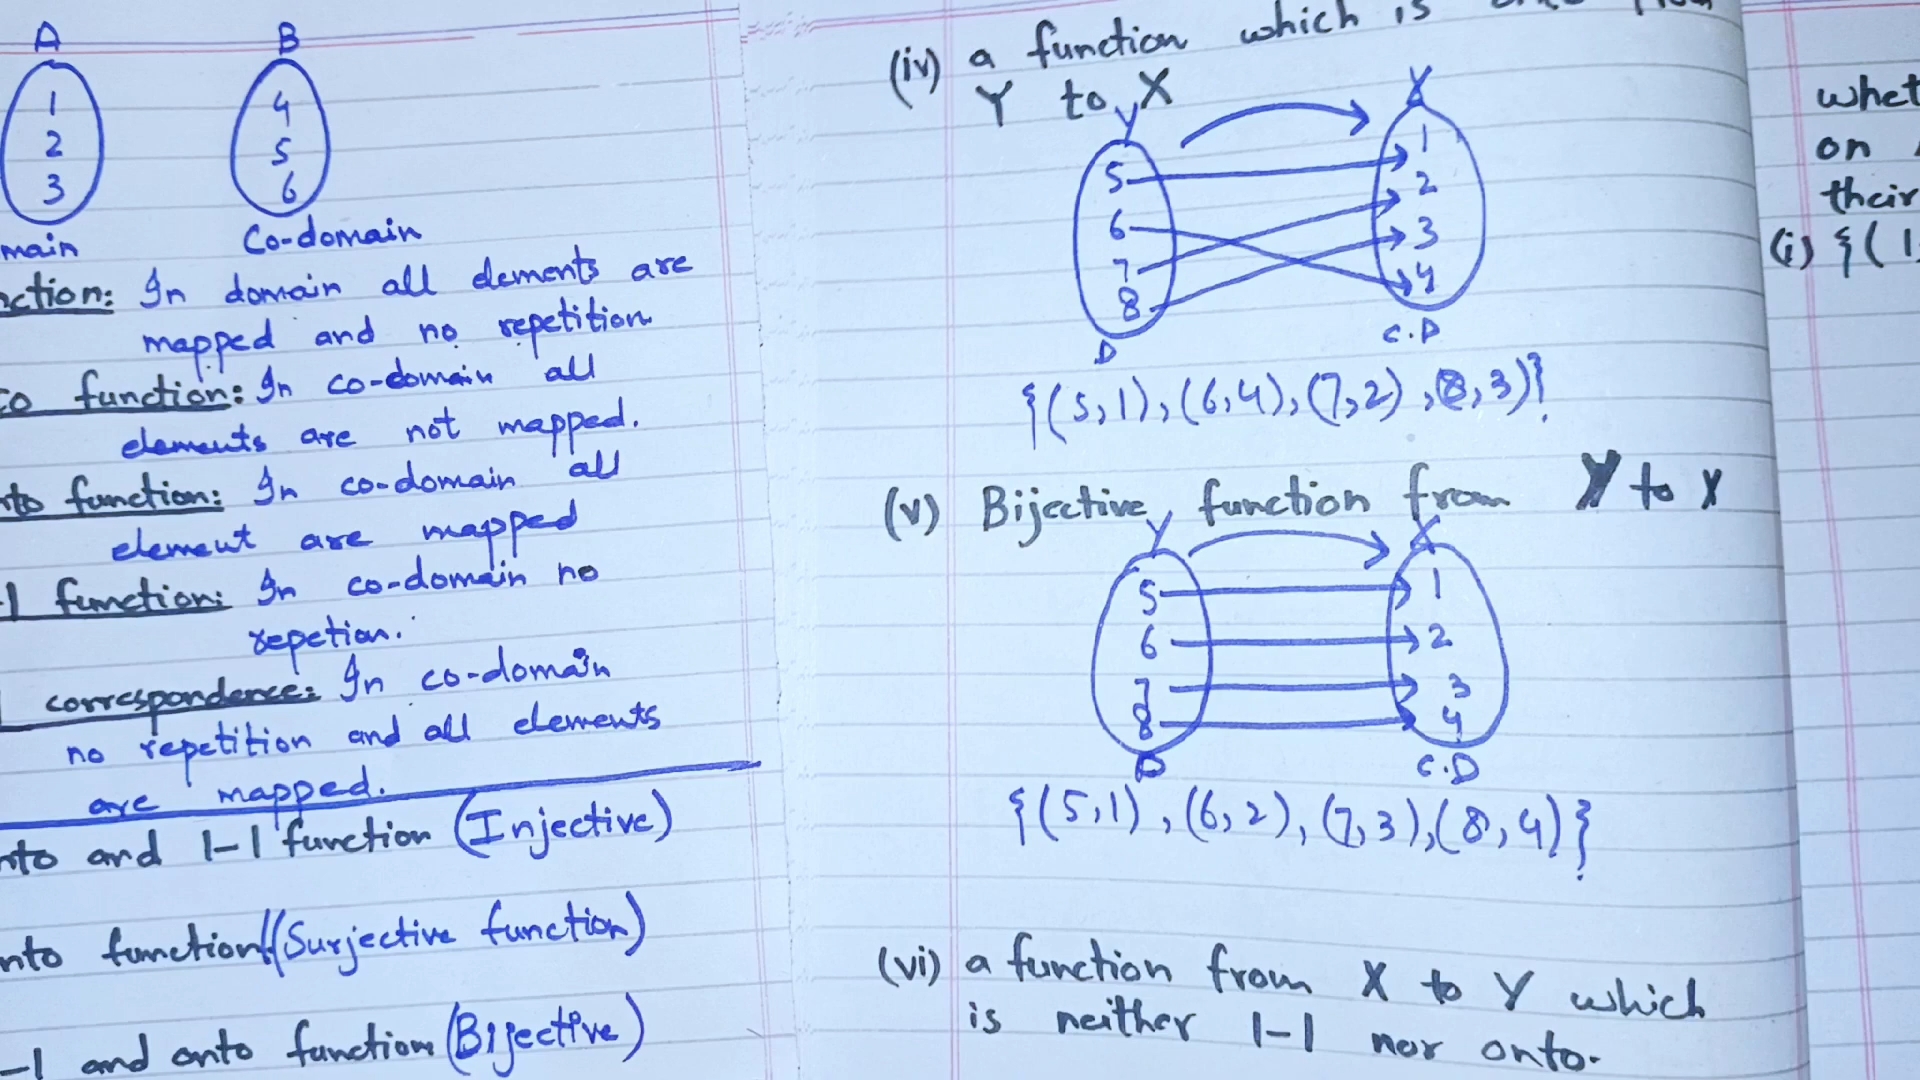 A B
1 4
2 5
3 6
main Co-domain
ction: In domain all elements are
mapped and no repetition
to function: In co-domain all
elements are not mapped.
nto function: In co-domain all
element are mapped
-1 function: In co-domain no
repetion.
correspondence: In co-domain
no repetition and all elements
are mapped.
nto and 1-1 function (Injective)
nto function (Surjective function)
-1 and onto function (Bijective)
(iv) a function which is
Y to X
Y X
5 1
6 2
7 3
8 4
D C.D
{(5,1), (6,4), (7,2), (8,3)}
(v) Bijective function from Y to X
Y X
5 1
6 2
7 3
8 4
D C.D
{(5,1), (6,2), (7,3), (8,4)}
(vi) a function from X to Y which
is neither 1-1 nor onto.
whet
on
their
(i) {(1,